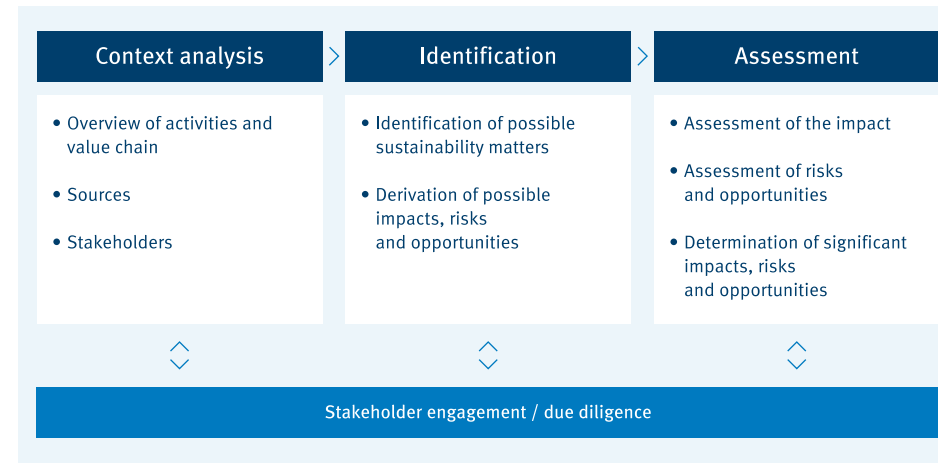 Context analysis
• Overview of activities and
value chain
• Sources
• Stakeholders
Identification
• Identification of possible
sustainability matters
• Derivation of possible
impacts, risks
and opportunities
Assessment
• Assessment of the impact
• Assessment of risks
and opportunities
• Determination of significant
impacts, risks
and opportunities
Stakeholder engagement / due diligence